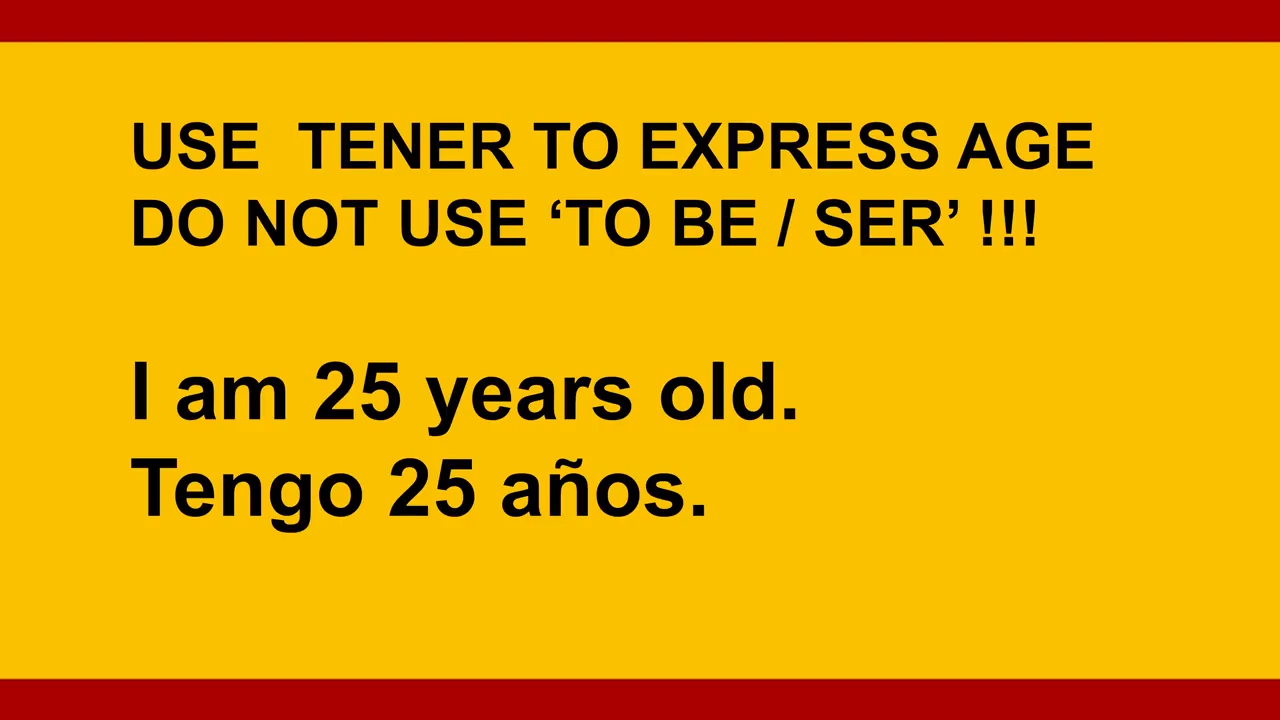 USE  TENER TO EXPRESS AGE
DO NOT USE ‘TO BE / SER’ !!!
I am 25 years old.
Tengo 25 años.